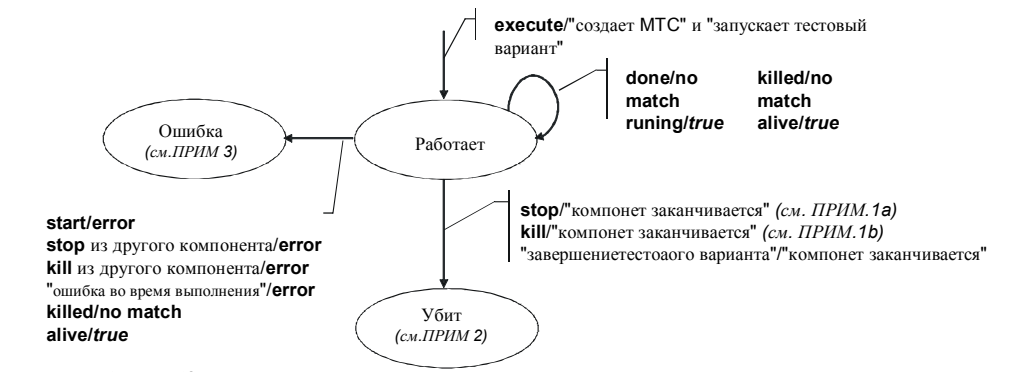 execute/"создает МТС" и "запускает тестовый
вариант"
done/no killed/no
match match
runing/true alive/true
Ошибка
(см.ПРИМ 3)
Работает
start/error
stop из другого компонента/error
kill из другого компонента/error
"ошибка во время выполнения"/error
killed/no match
alive/true
stop/"компонет заканчивается" (см. ПРИМ.1a)
kill/"компонет заканчивается" (см. ПРИМ.1b)
"завершениетестоаого варианта"/"компонет заканчивается"
Убит
(см.ПРИМ 2)